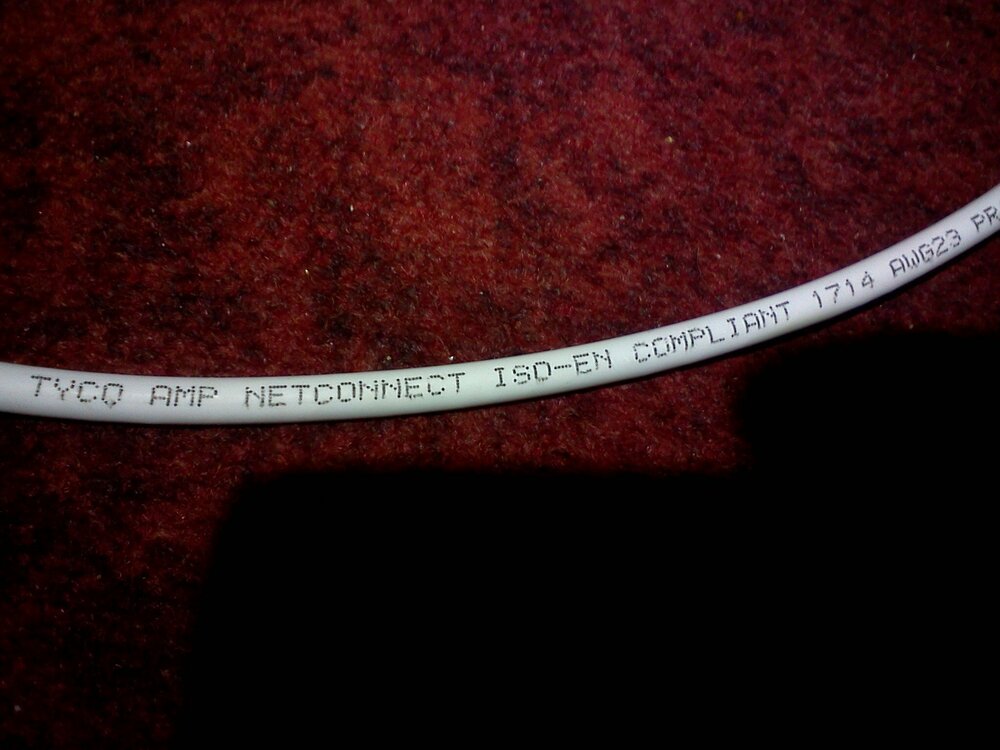 TYCO AMP NETCONNECT ISO-EN COMPLIANT 1714 AWG23 PR